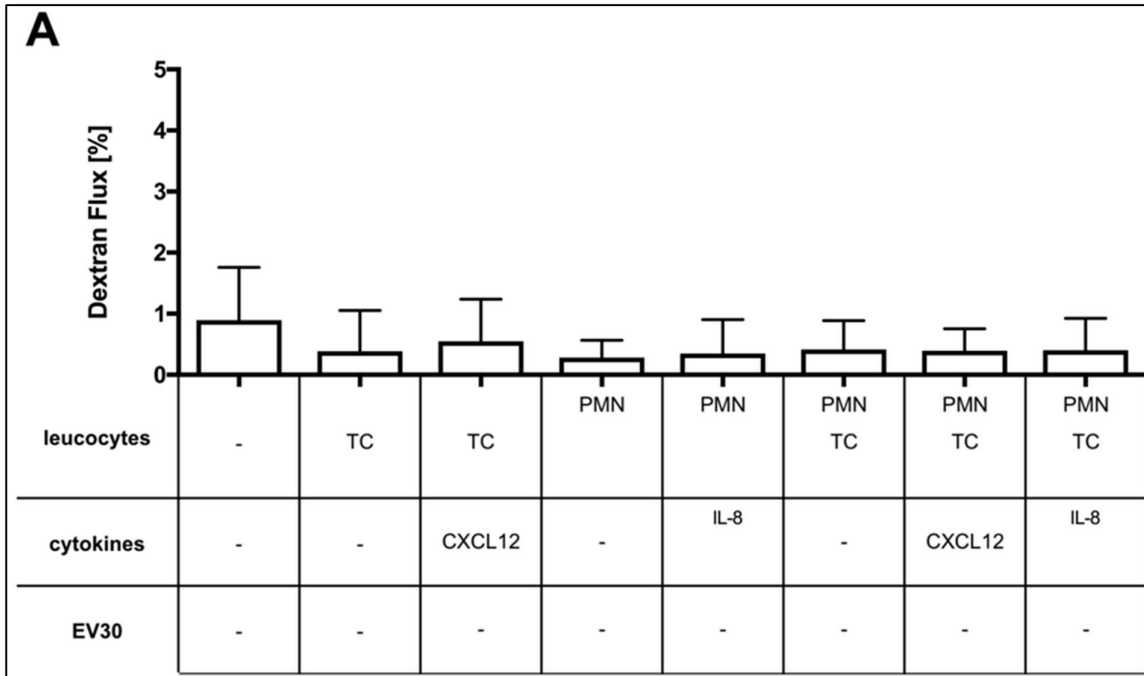 A
Dextran Flux [%]
5
4
3
2
1
0
PMN PMN PMN PMN PMN
leucocytes - TC TC TC TC TC
IL-8 IL-8
cytokines - - CXCL12 - - CXCL12
EV30 - - - - - - - -